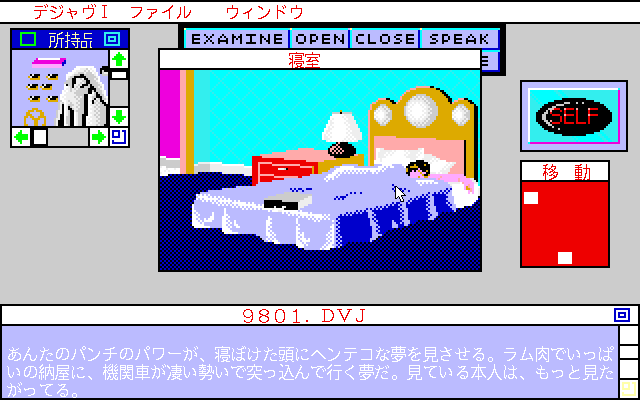 デジャヴⅠ ファイル ウィンドウ
所持品
EXAMINE OPEN CLOSE SPEAK
E
寝室
SELF
移 動
9801. DVJ
あんたのパンチのパワーが、寝ぼけた頭にヘンテコな夢を見させる。ラム肉でいっぱ
いの納屋に、機関車が凄い勢いで突っ込んで行く夢だ。見ている本人は、もっと見た
がってる。